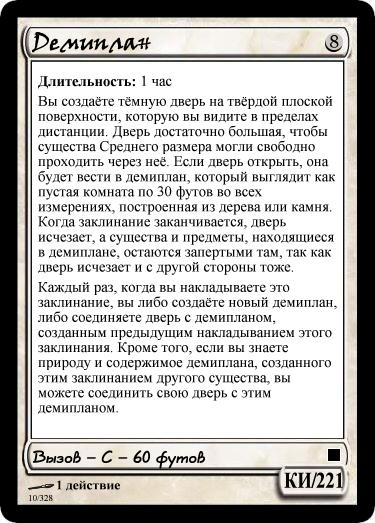 Демиплан
8
Длительность: 1 час
Вы создаёте тёмную дверь на твёрдой плоской
поверхности, которую вы видите в пределах
дистанции. Дверь достаточно большая, чтобы
существа Среднего размера могли свободно
проходить через неё. Если дверь открыть, она
будет вести в демиплан, который выглядит как
пустая комната по 30 футов во всех
измерениях, построенная из дерева или камня.
Когда заклинание заканчивается, дверь
исчезает, а существа и предметы, находящиеся
в демиплане, остаются запертыми там, так как
дверь исчезает и с другой стороны тоже.
Каждый раз, когда вы накладываете это
заклинание, вы либо создаёте новый демиплан,
либо соединяете дверь с демипланом,
созданным предыдущим накладыванием этого
заклинания. Кроме того, если вы знаете
природу и содержимое демиплана, созданного
этим заклинанием другого существа, вы
можете соединить свою дверь с этим
демипланом.
Вызов – С – 60 футов
1 действие
КИ/221
10/328